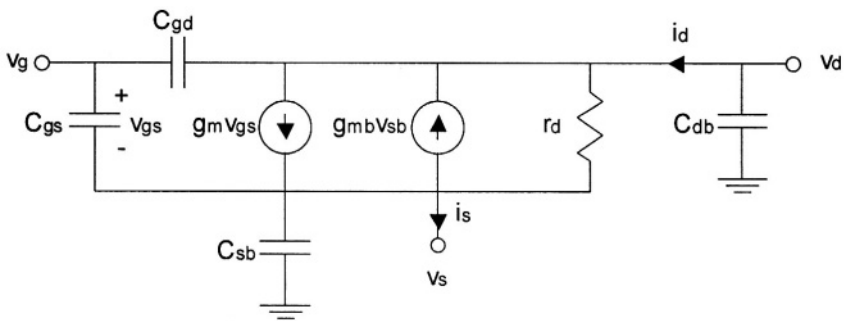 Cgd
id
vg
vd
+
Cgs
vgs
-
gmvgs
gmbvsb
rd
Cdb
is
Csb
vs